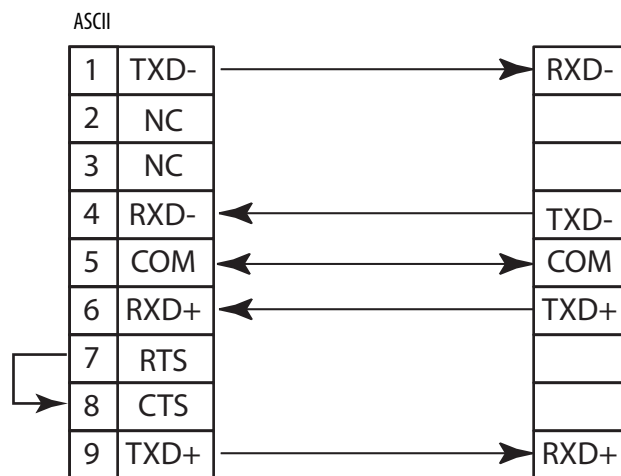 ASCII
1 TXD- RXD-
2 NC
3 NC
4 RXD- TXD-
5 COM COM
6 RXD+ TXD+
7 RTS
8 CTS
9 TXD+ RXD+